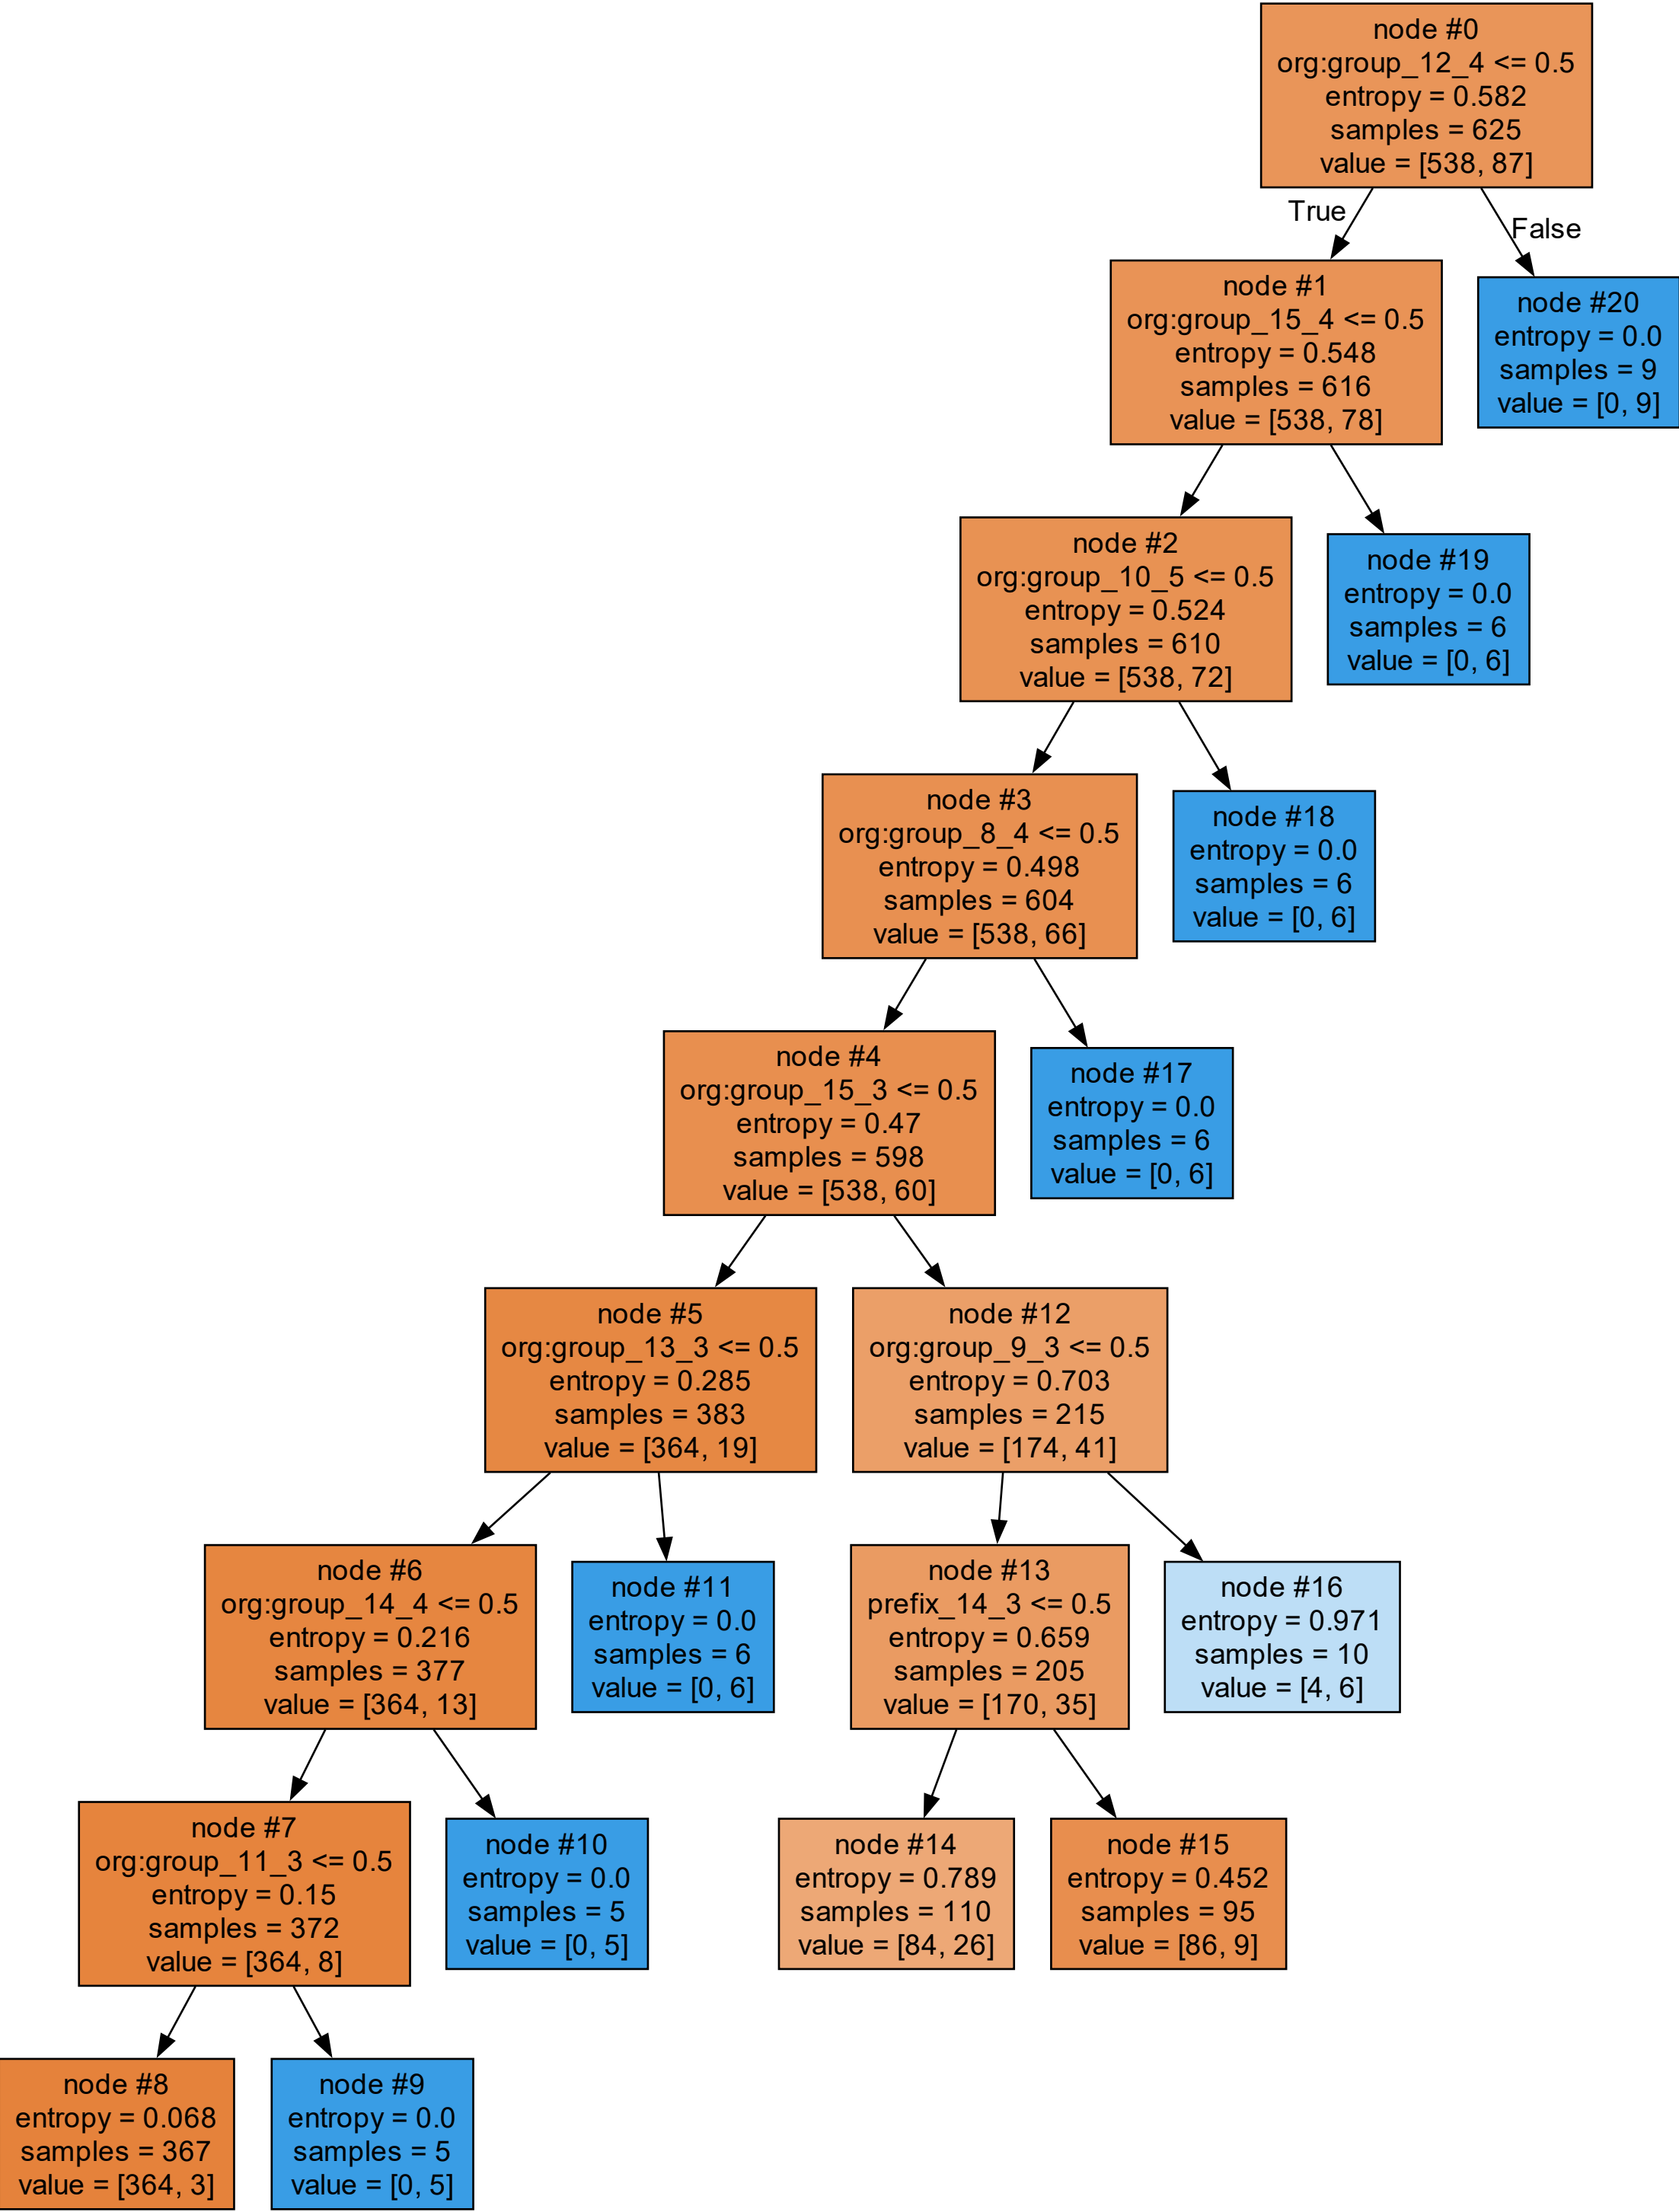 node #0
org:group_12_4 <= 0.5
entropy = 0.582
samples = 625
value = [538, 87]
True
False
node #1
org:group_15_4 <= 0.5
entropy = 0.548
samples = 616
value = [538, 78]
node #20
entropy = 0.0
samples = 9
value = [0, 9]
node #2
org:group_10_5 <= 0.5
entropy = 0.524
samples = 610
value = [538, 72]
node #19
entropy = 0.0
samples = 6
value = [0, 6]
node #3
org:group_8_4 <= 0.5
entropy = 0.498
samples = 604
value = [538, 66]
node #18
entropy = 0.0
samples = 6
value = [0, 6]
node #4
org:group_15_3 <= 0.5
entropy = 0.47
samples = 598
value = [538, 60]
node #17
entropy = 0.0
samples = 6
value = [0, 6]
node #5
org:group_13_3 <= 0.5
entropy = 0.285
samples = 383
value = [364, 19]
node #12
org:group_9_3 <= 0.5
entropy = 0.703
samples = 215
value = [174, 41]
node #6
org:group_14_4 <= 0.5
entropy = 0.216
samples = 377
value = [364, 13]
node #11
entropy = 0.0
samples = 6
value = [0, 6]
node #13
prefix_14_3 <= 0.5
entropy = 0.659
samples = 205
value = [170, 35]
node #16
entropy = 0.971
samples = 10
value = [4, 6]
node #7
org:group_11_3 <= 0.5
entropy = 0.15
samples = 372
value = [364, 8]
node #10
entropy = 0.0
samples = 5
value = [0, 5]
node #14
entropy = 0.789
samples = 110
value = [84, 26]
node #15
entropy = 0.452
samples = 95
value = [86, 9]
node #8
entropy = 0.068
samples = 367
value = [364, 3]
node #9
entropy = 0.0
samples = 5
value = [0, 5]